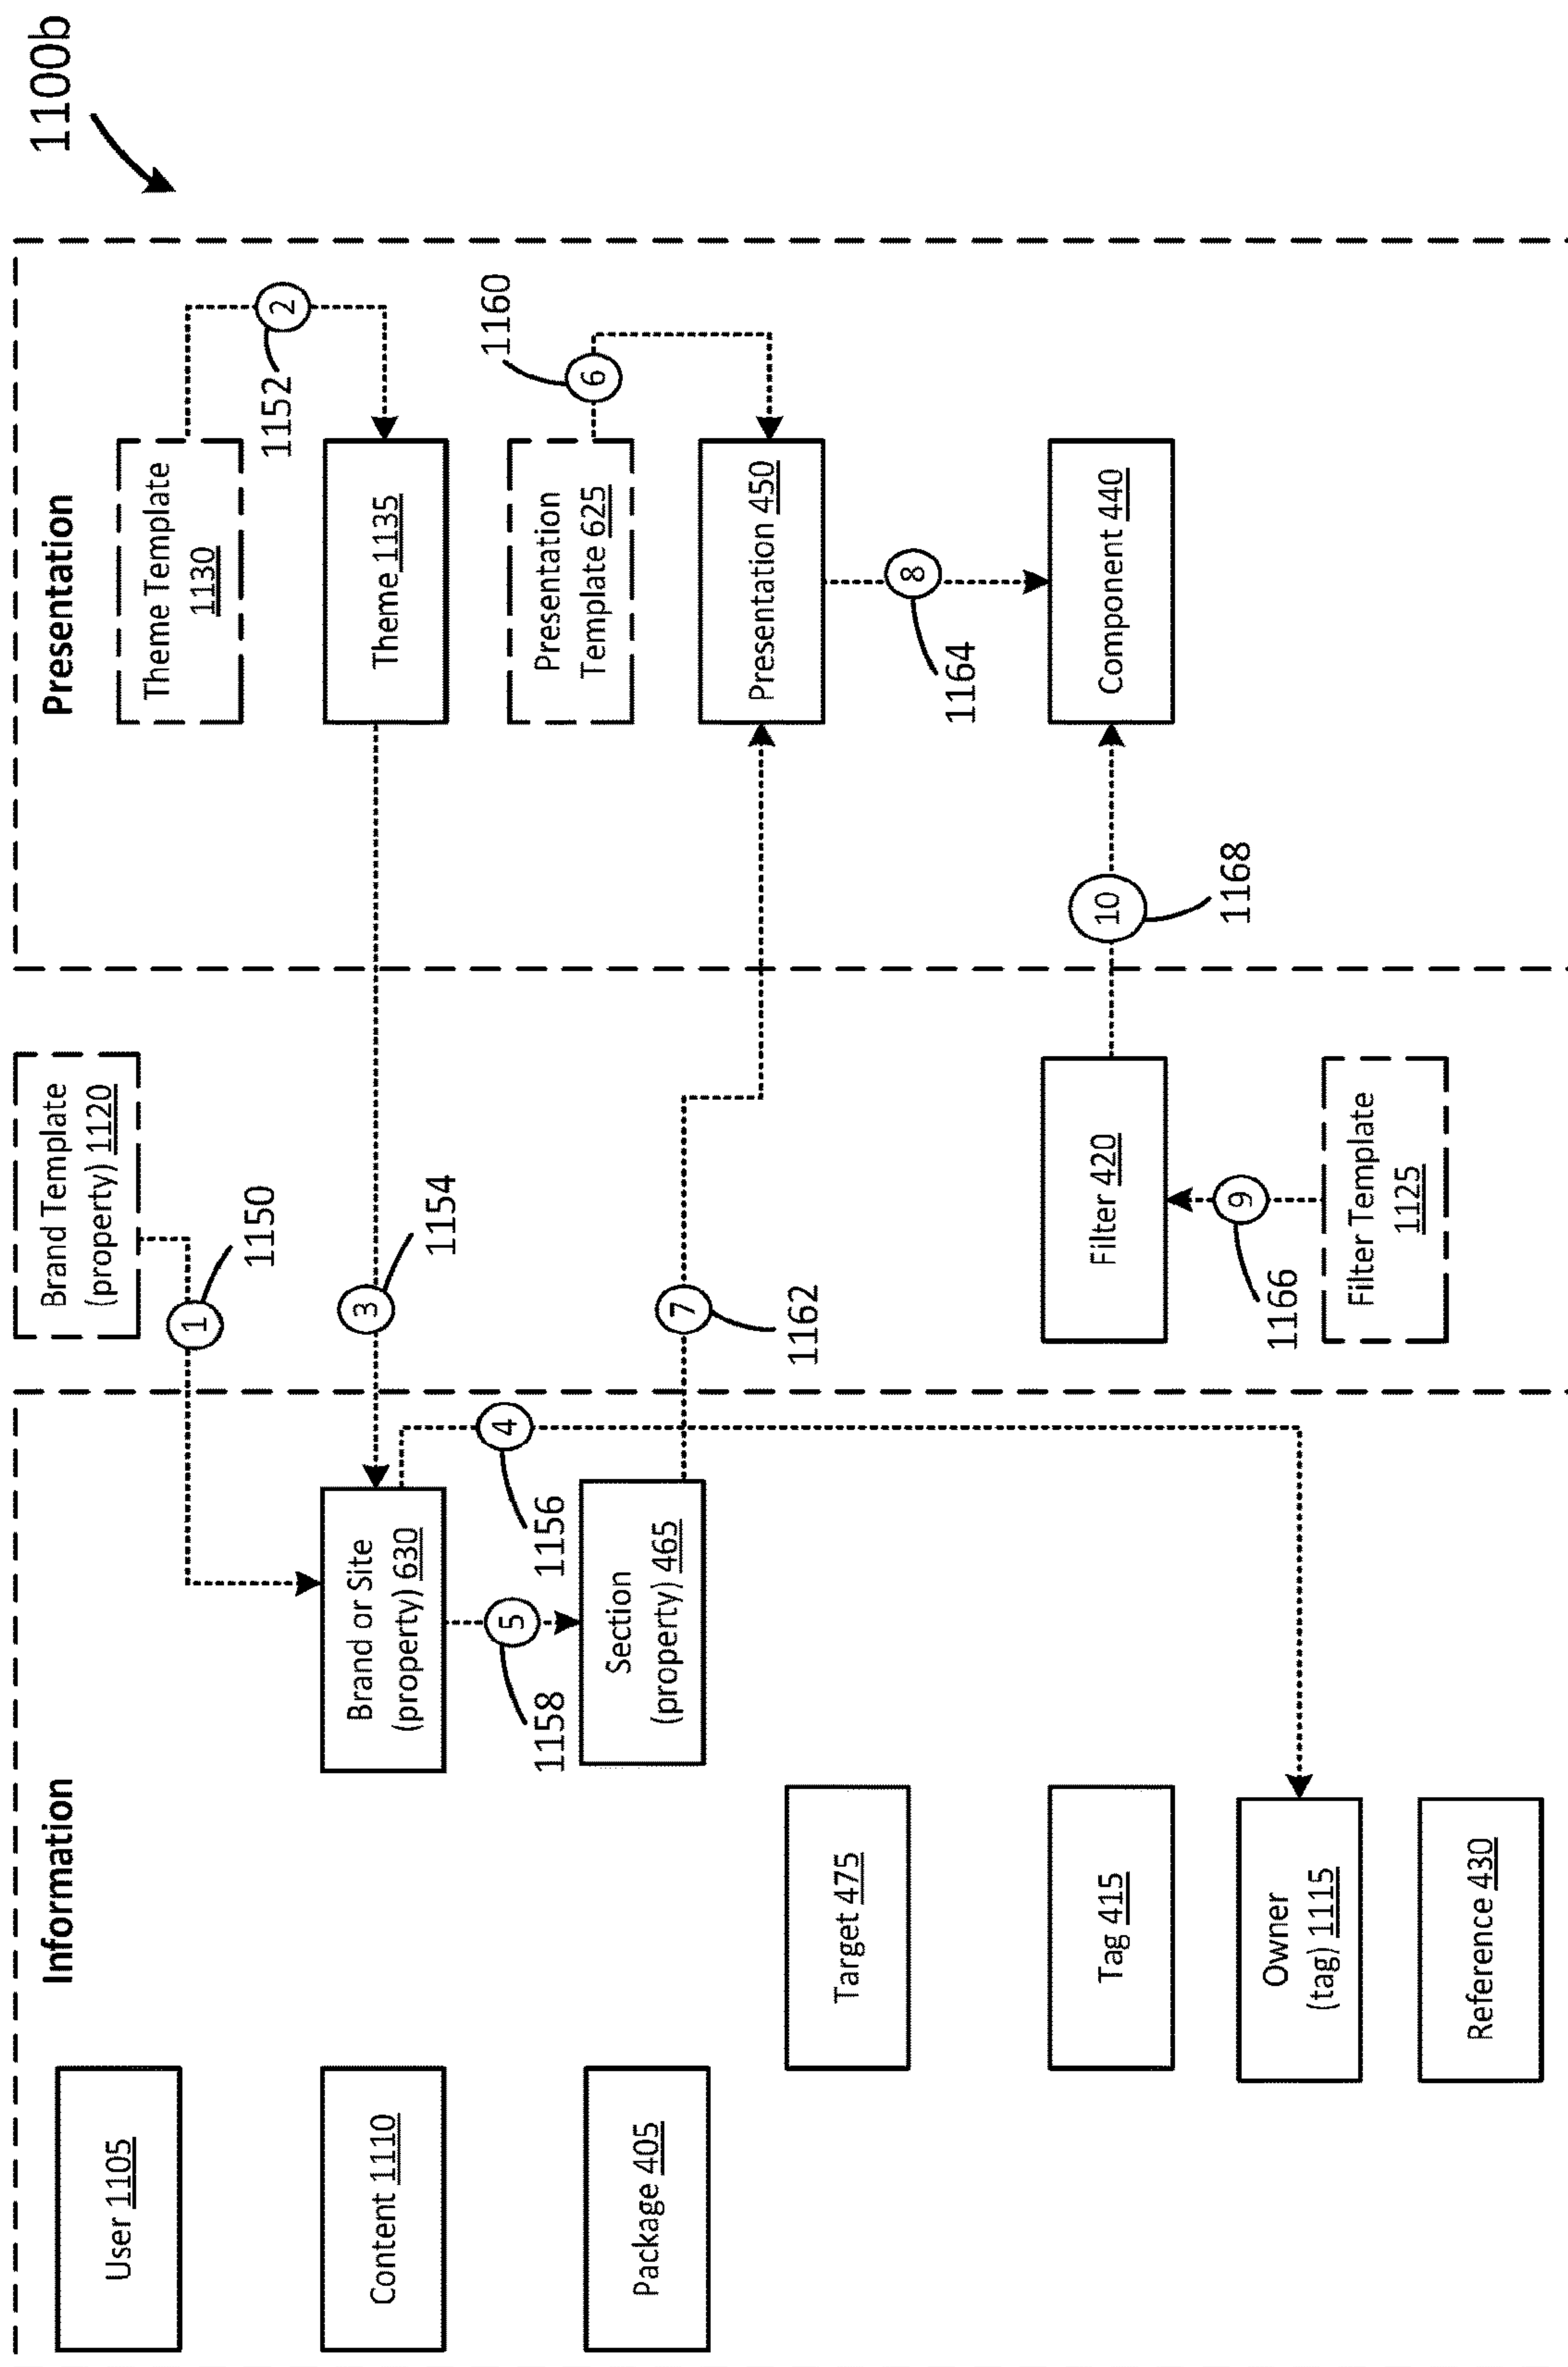 1100b
Information
Presentation
User 1105
Content 1110
Package 405
Target 475
Tag 415
Owner
(tag) 1115
Reference 430
Brand or Site
(property) 630
Section
(property) 465
Brand Template
(property) 1120
Filter 420
Filter Template
1125
Theme Template
1130
Theme 1135
Presentation
Template 625
Presentation 450
Component 440
1
1150
2
1152
3
1154
4
1156
5
1158
6
1160
7
1162
8
1164
9
1166
10
1168